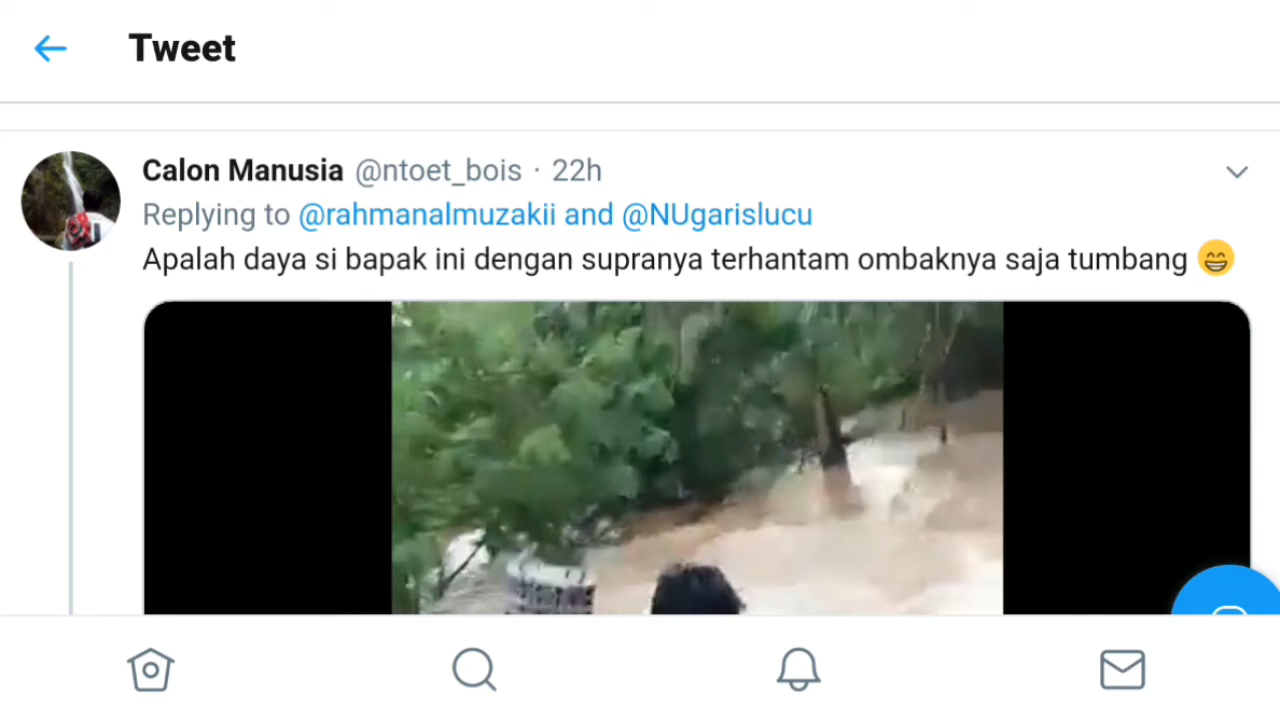 Tweet
Calon Manusia @ntoet_bois · 22h
Replying to @rahmanalmuzakii and @NUgarislucu
Apalah daya si bapak ini dengan supranya terhantam ombaknya saja tumbang 😁